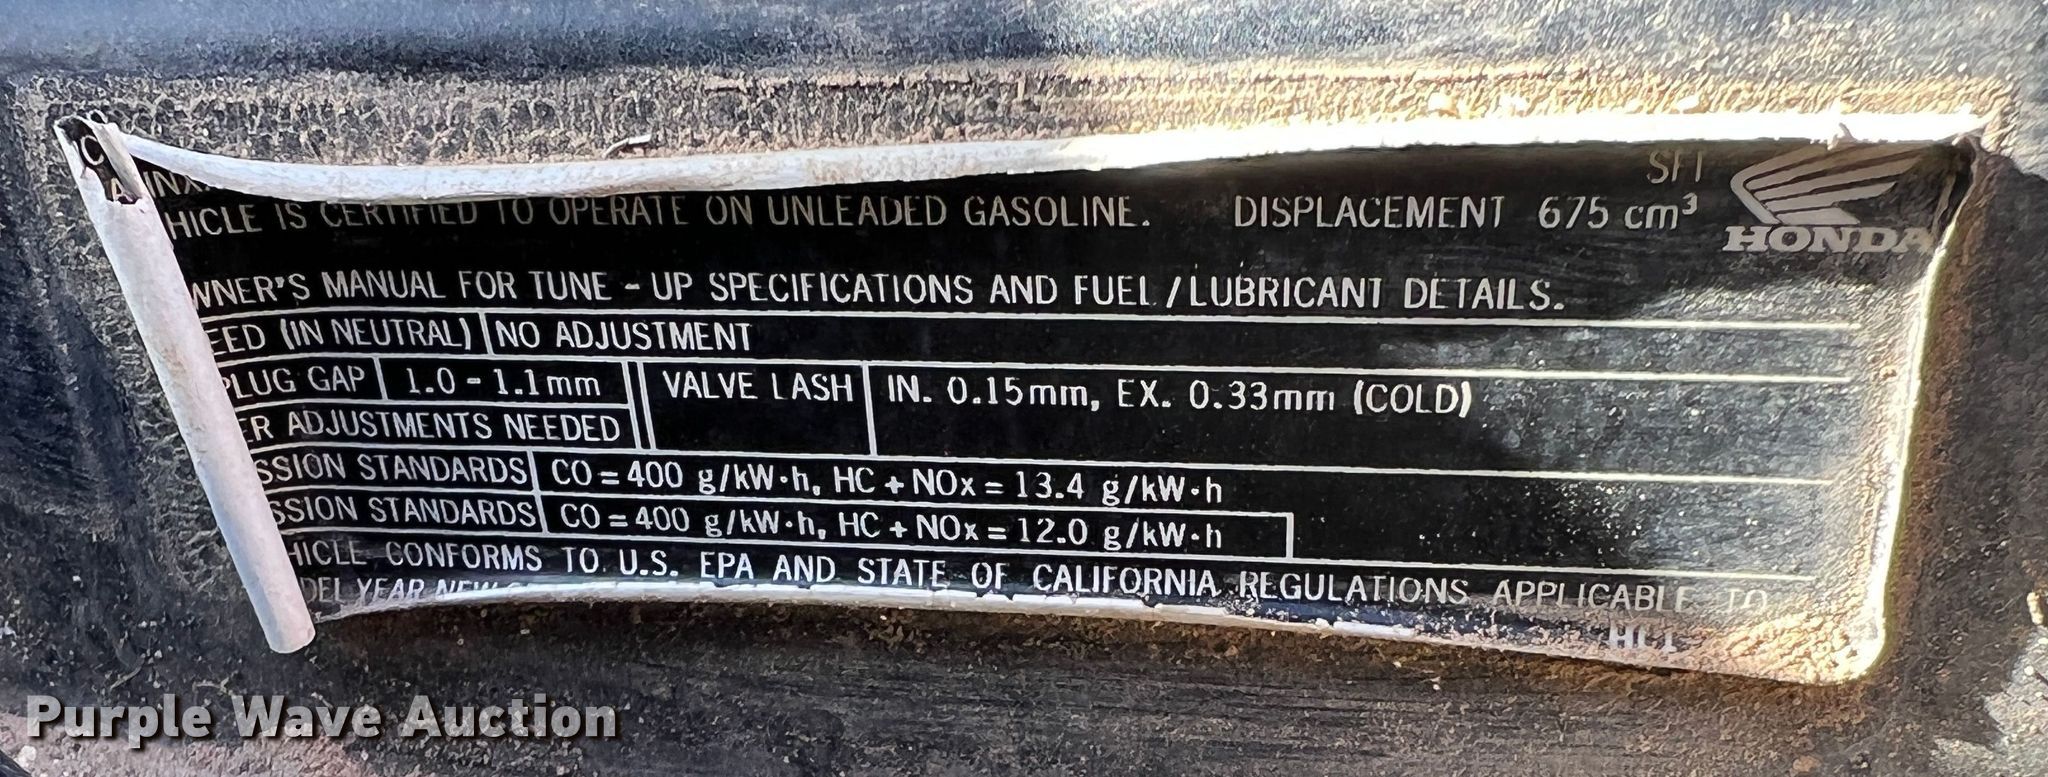 SFI
HICLE IS CERTIFIED TO OPERATE ON UNLEADED GASOLINE. DISPLACEMENT 675 cm³
HONDA
WNER'S MANUAL FOR TUNE - UP SPECIFICATIONS AND FUEL / LUBRICANT DETAILS.
EED (IN NEUTRAL) NO ADJUSTMENT
PLUG GAP 1.0 - 1.1mm VALVE LASH IN. 0.15mm, EX. 0.33mm (COLD)
ER ADJUSTMENTS NEEDED
SSION STANDARDS CO = 400 g/kW·h, HC + NOx = 13.4 g/kW·h
SSION STANDARDS CO = 400 g/kW·h, HC + NOx = 12.0 g/kW·h
HICLE CONFORMS TO U.S. EPA AND STATE OF CALIFORNIA REGULATIONS APPLICABLE TO
DEL YEAR NEW
Purple Wave Auction